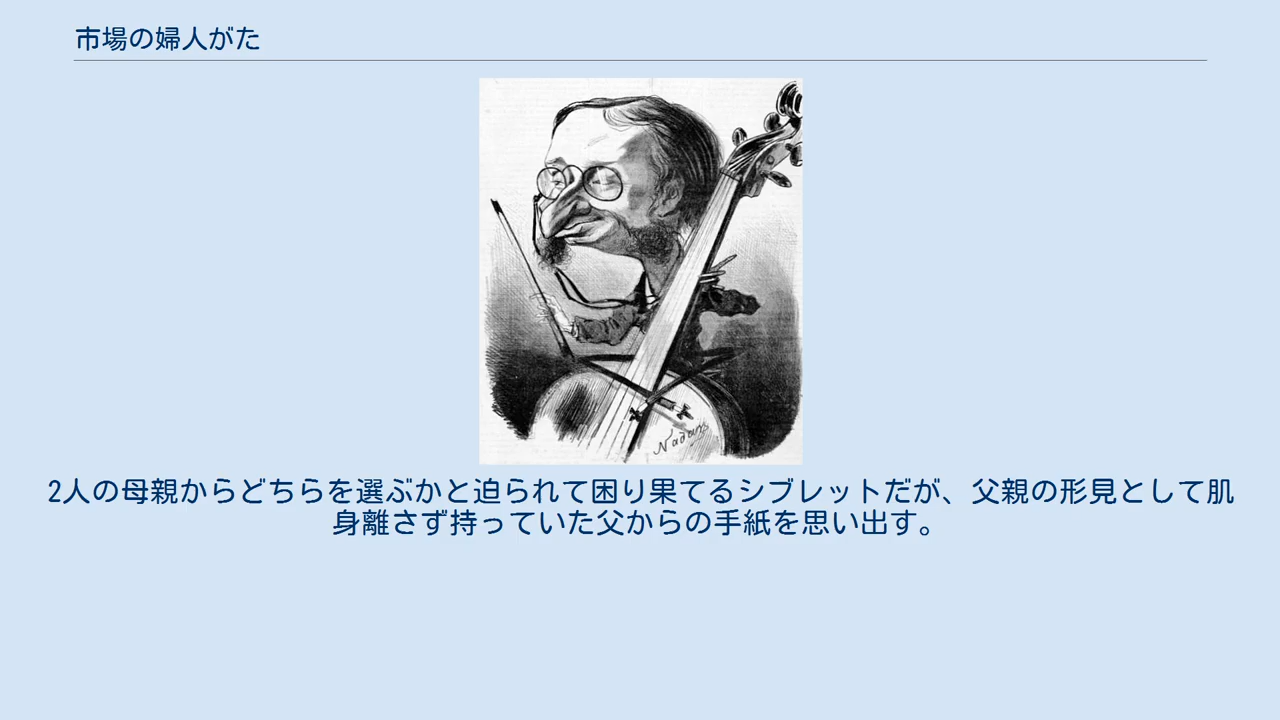 市場の婦人がた
Nadar
2人の母親からどちらを選ぶかと迫られて困り果てるシブレットだが、父親の形見として肌
身離さず持っていた父からの手紙を思い出す。